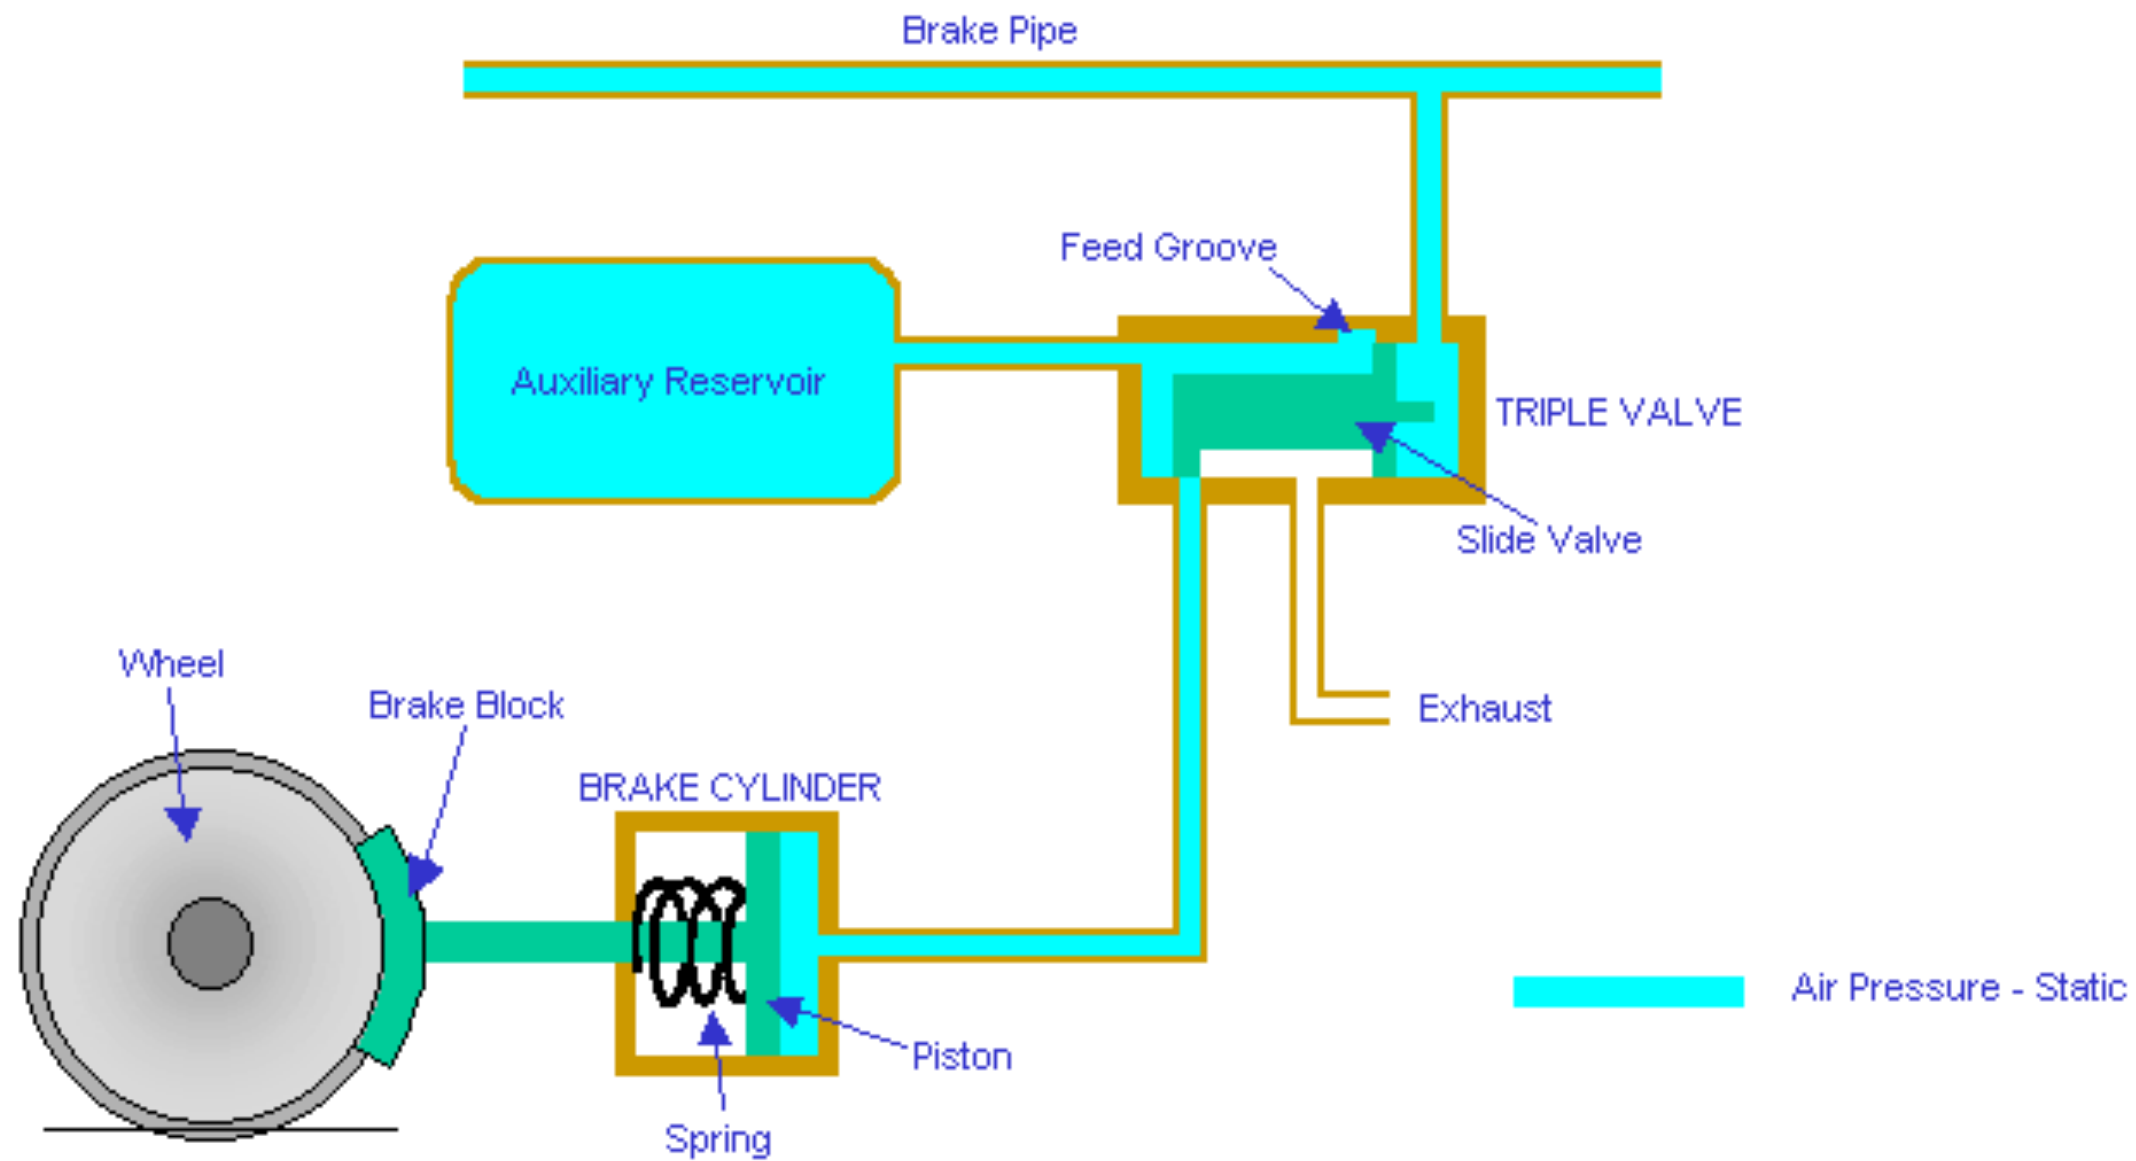 Brake Pipe
Feed Groove
Auxiliary Reservoir
TRIPLE VALVE
Slide Valve
Wheel
Brake Block
Exhaust
BRAKE CYLINDER
Air Pressure - Static
Piston
Spring